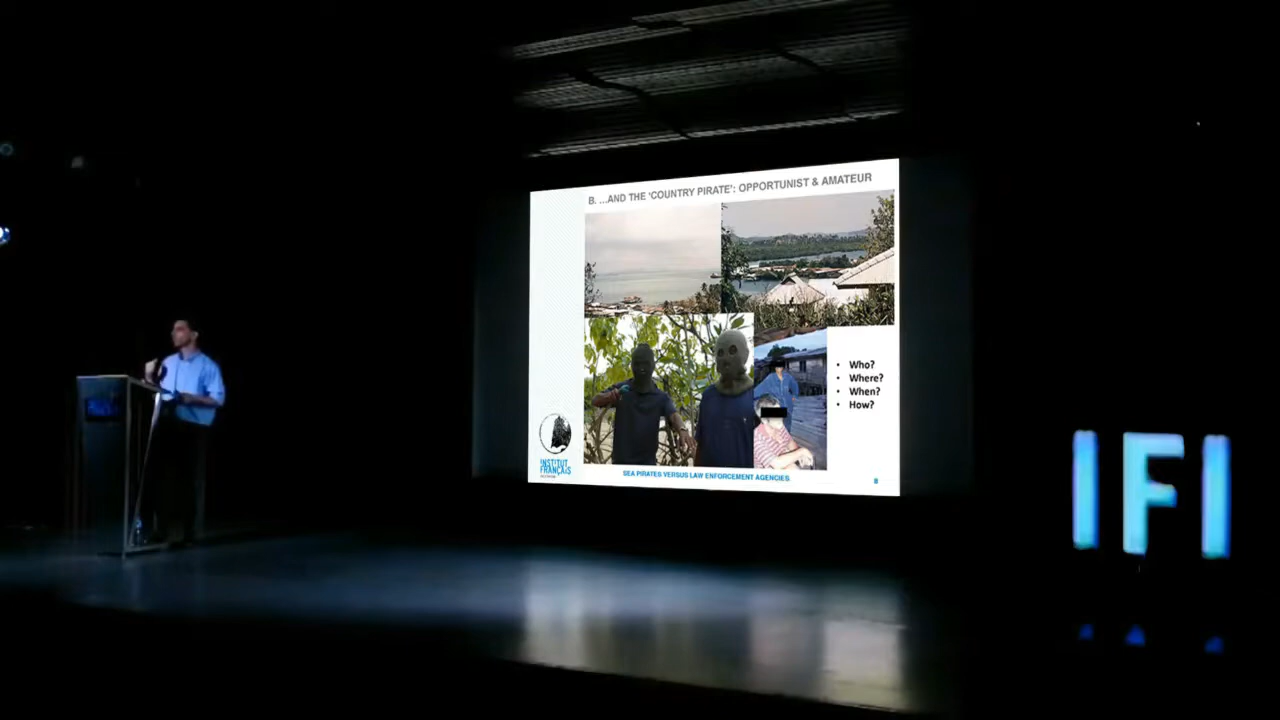 B. ...AND THE 'COUNTRY PIRATE': OPPORTUNIST & AMATEUR
• Who?
• Where?
• When?
• How?
INSTITUT
FRANÇAIS
SEA PIRATES VERSUS LAW ENFORCEMENT AGENCIES
8
IFI